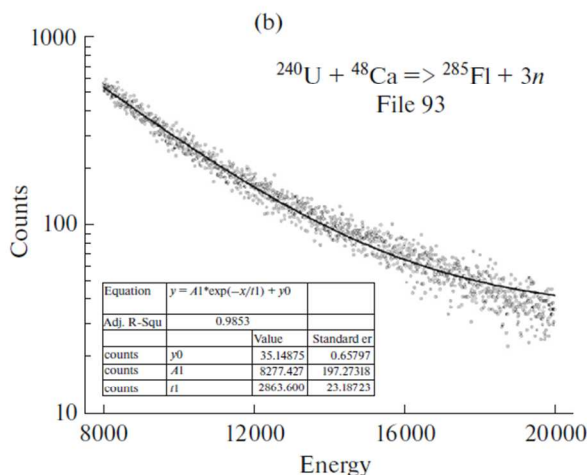 (b)
1000
²⁴⁰U + ⁴⁸Ca => ²⁸⁵Fl + 3n
File 93
Counts
100
Equation y = A1*exp(−x/t1) + y0
Adj. R-Squ 0.9853
Value Standard er
counts y0 35.14875 0.65797
counts A1 8277.427 197.27318
counts t1 2863.600 23.18723
10
8000 12000 16000 20000
Energy